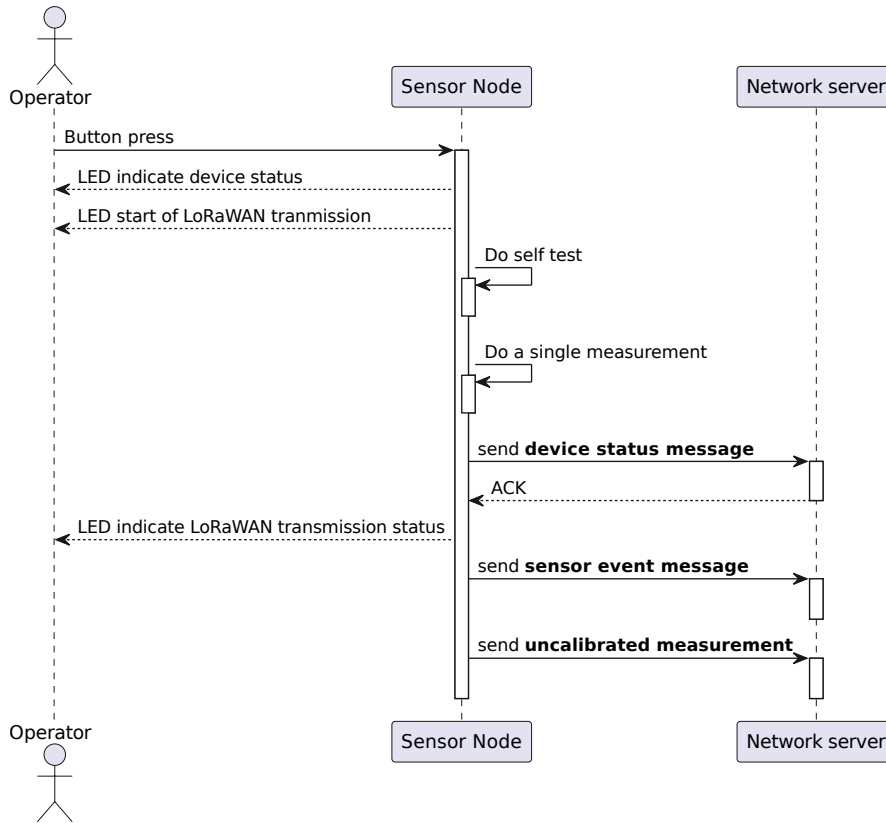 Operator
Sensor Node
Network server
Button press
LED indicate device status
LED start of LoRaWAN tranmission
Do self test
Do a single measurement
send device status message
ACK
LED indicate LoRaWAN transmission status
send sensor event message
send uncalibrated measurement
Operator
Sensor Node
Network server